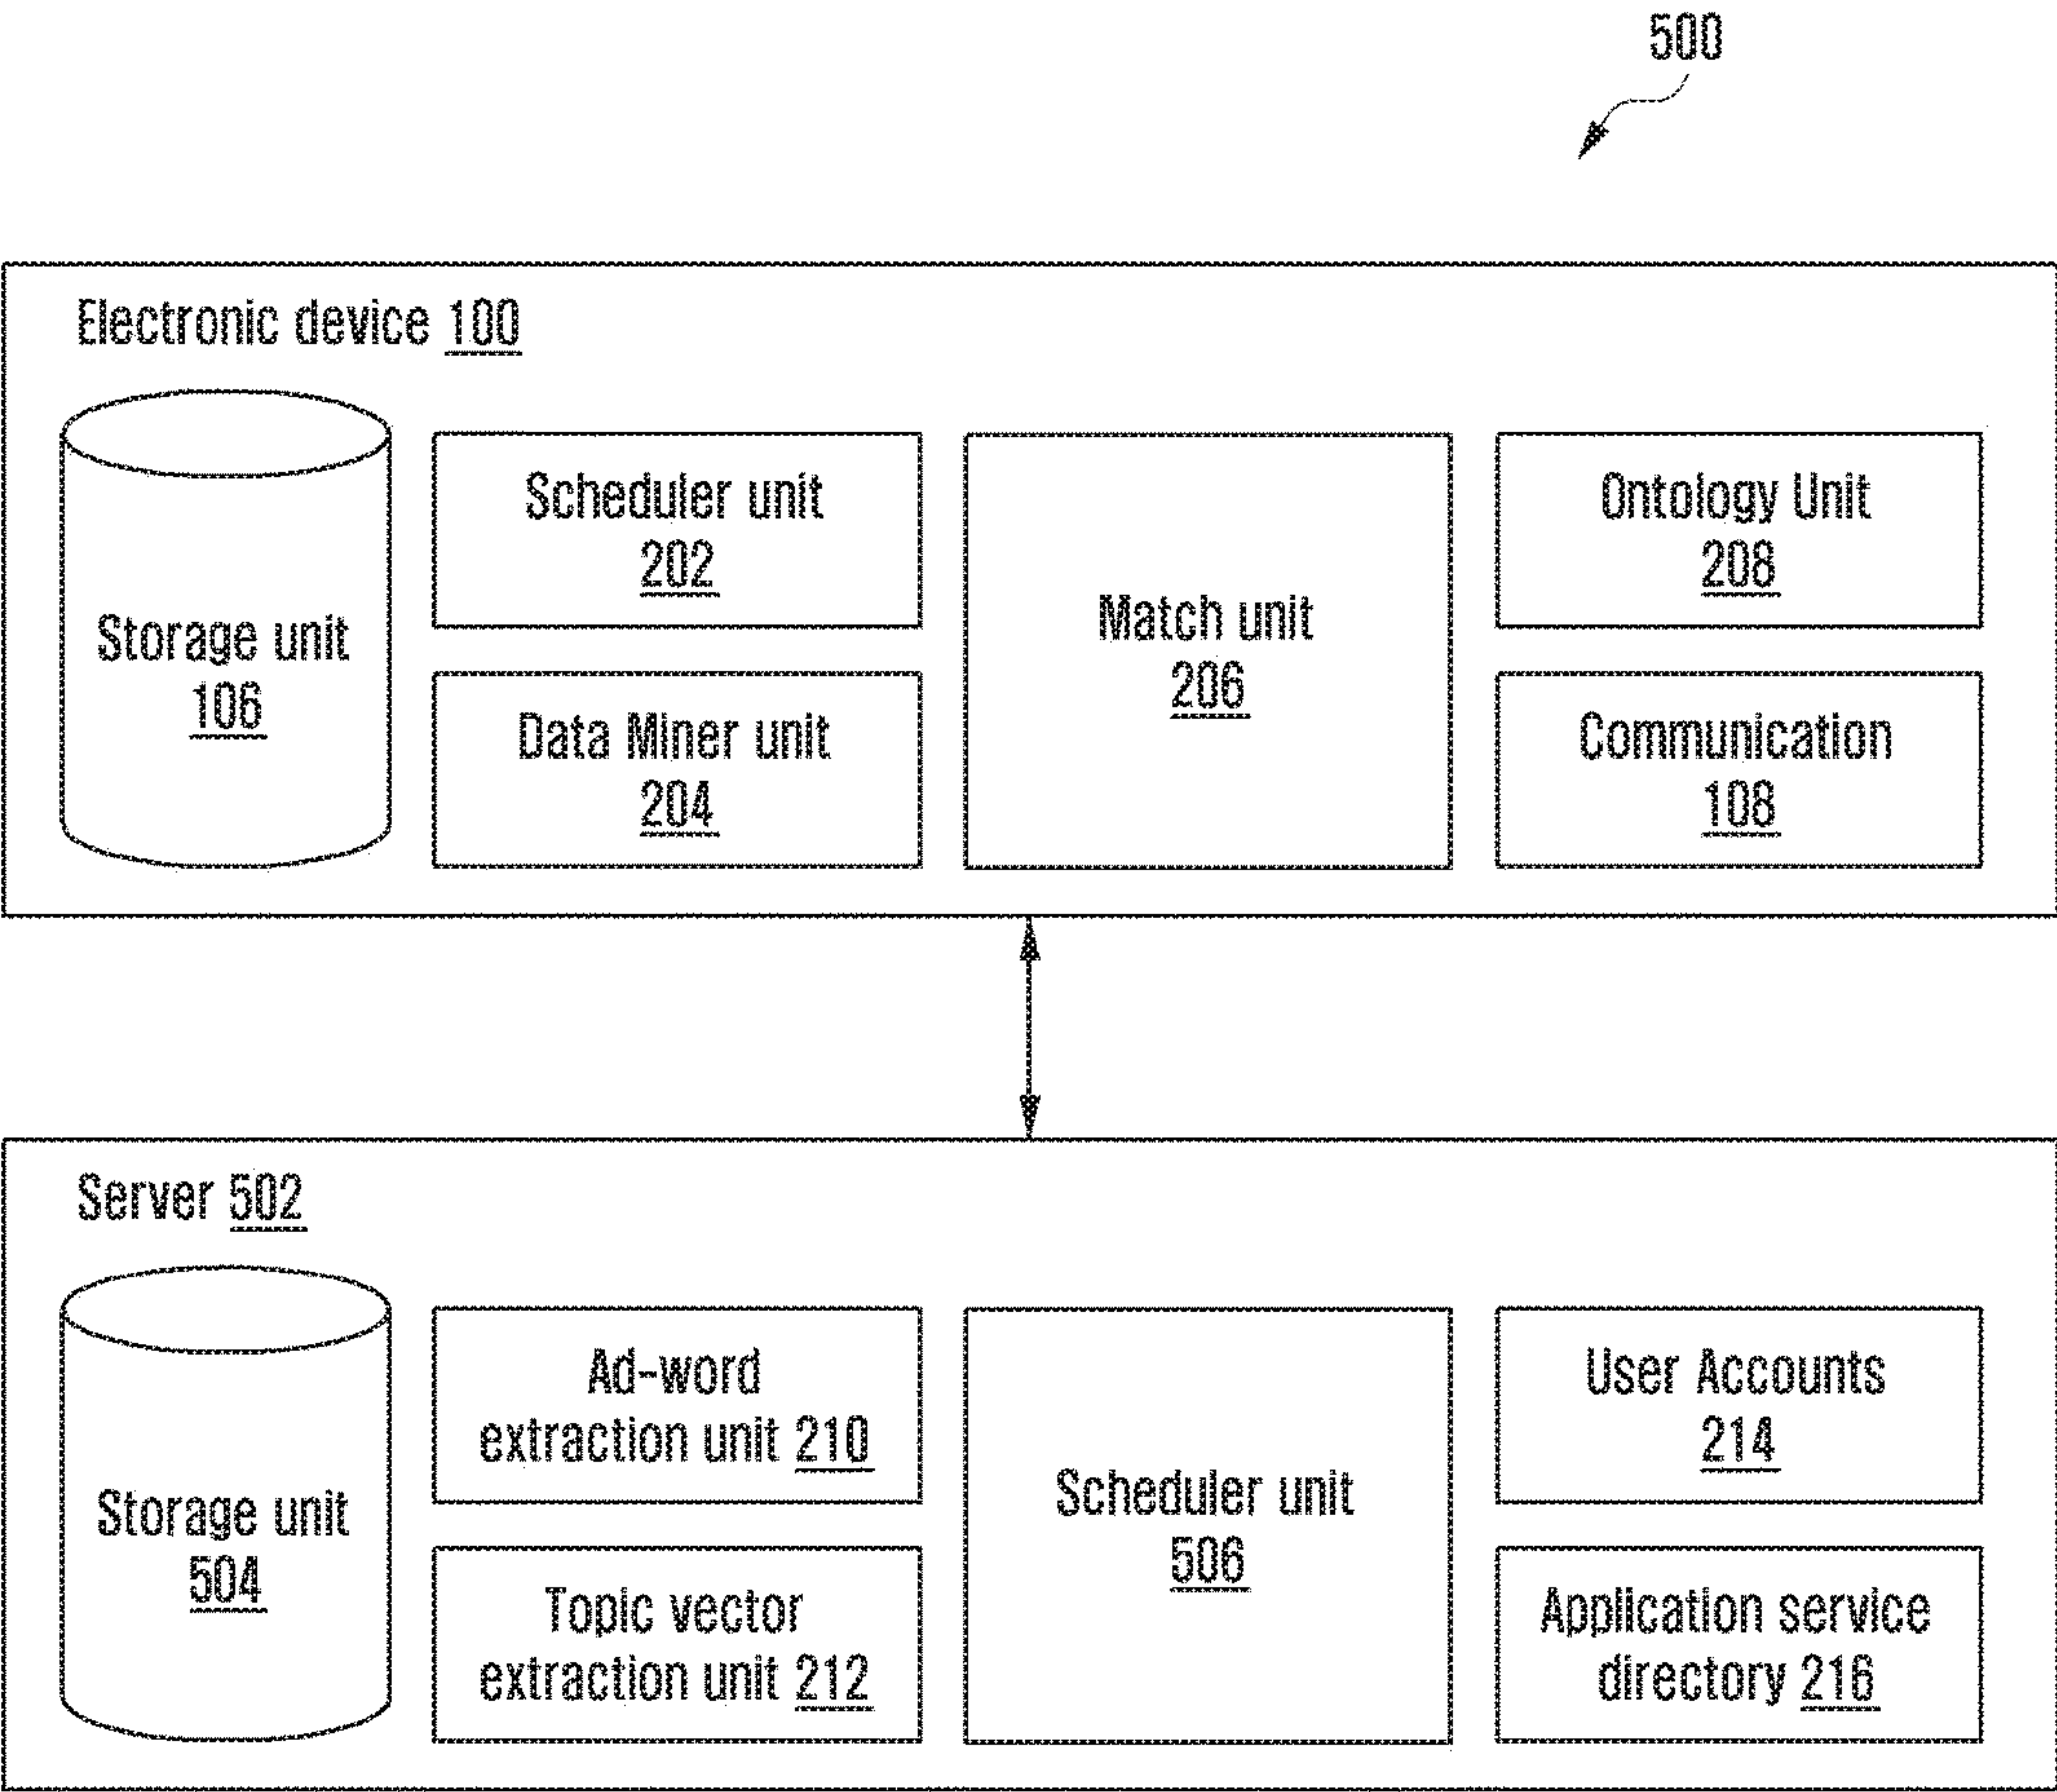 500
Electronic device 100
Storage unit
106
Scheduler unit
202
Data Miner unit
204
Match unit
206
Ontology Unit
208
Communication
108
Server 502
Storage unit
504
Ad-word
extraction unit 210
Topic vector
extraction unit 212
Scheduler unit
506
User Accounts
214
Application service
directory 216